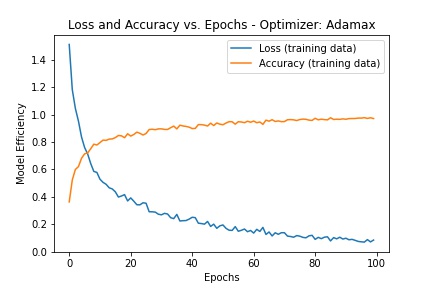 Loss and Accuracy vs. Epochs - Optimizer: Adamax
Loss (training data)
Accuracy (training data)
Model Efficiency
1.4
1.2
1.0
0.8
0.6
0.4
0.2
0.0
0 20 40 60 80 100
Epochs